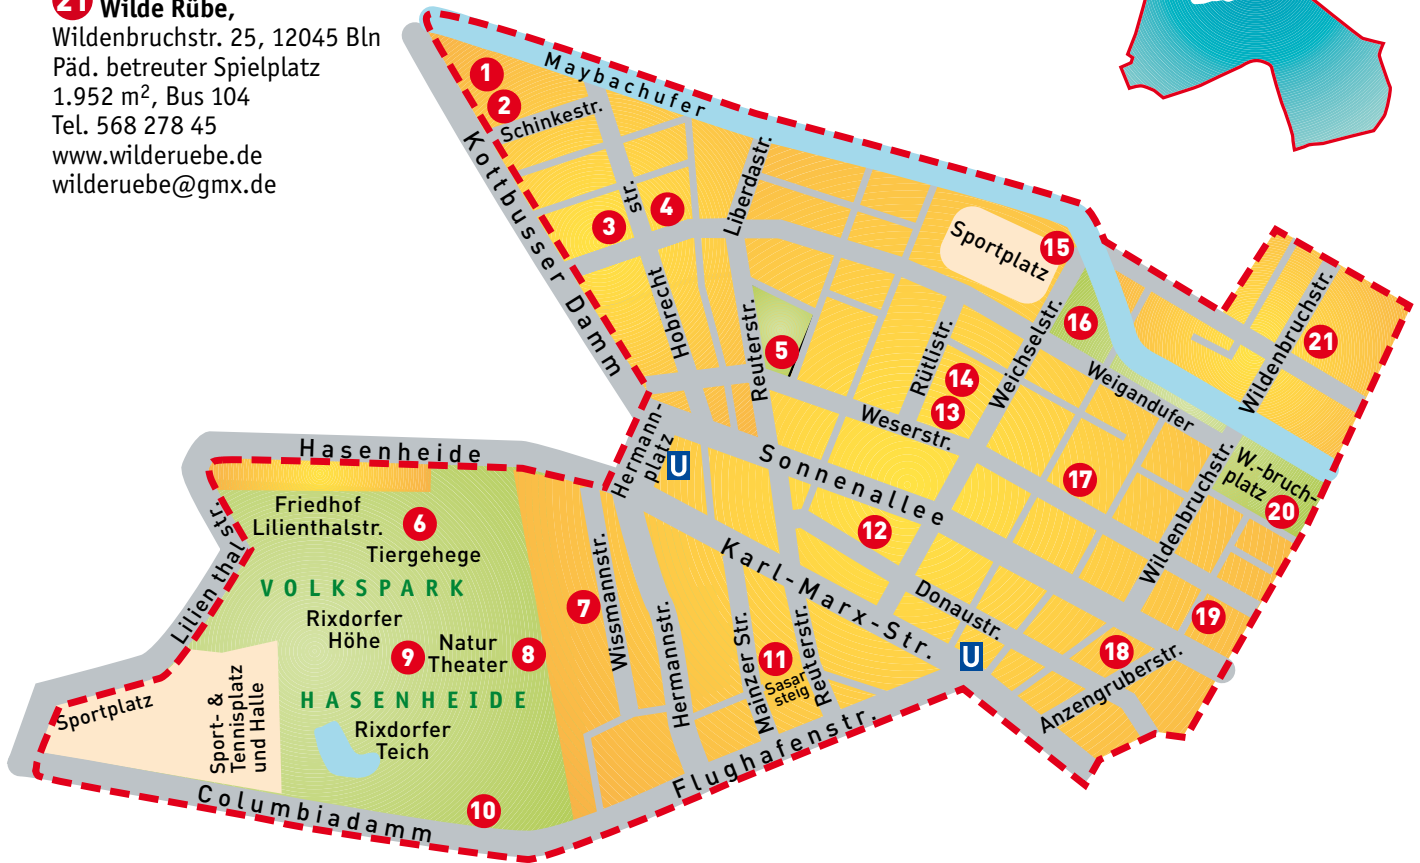 21 Wilde Rübe,
Wildenbruchstr. 25, 12045 Bln
Päd. betreuter Spielplatz
1.952 m², Bus 104
Tel. 568 278 45
www.wilderuebe.de
wilderuebe@gmx.de
Maybachufer
1
2
Schinkestr.
Kottbusser Damm
str.
3
4
Hobrecht
Liberdastr.
Sportplatz
15
16
Reuterstr.
5
Rütlistr.
14
13
Weichselstr.
Weigandufer
Wildenbruchstr.
21
Weserstr.
Hermann-
platz
U
Sonnenallee
17
Wildenbruchstr.
W.-bruch-
platz
20
12
Hasenheide
Friedhof
Lilienthalstr.
6
Tiergehege
Lilienthalstr.
VOLKSPARK
Rixdorfer
Höhe
9
Natur
Theater
8
7
Wissmannstr.
HASENHEIDE
Rixdorfer
Teich
Sportplatz
Sport- &
Tennisplatz
und Halle
Columbiadamm
10
Hermannstr.
Karl-Marx-Str.
Mainzer Str.
11
Sasar
steig
Reuterstr.
Flughafenstr.
Donaustr.
U
18
19
Anzengruberstr.